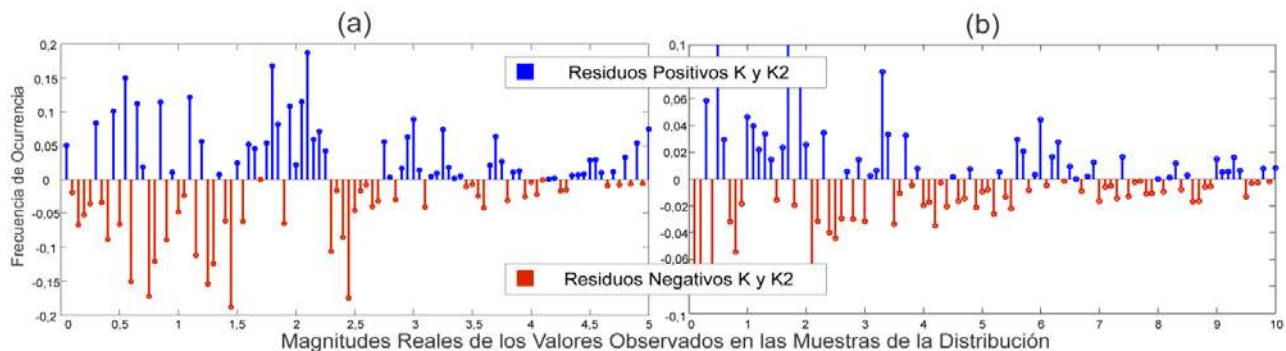 (a)
(b)
Frecuencia de Ocurrencia
0,2
0,15
0,1
0,05
0
-0,05
-0,1
-0,15
-0,2
0 0,5 1 1,5 2 2,5 3 3,5 4 4,5 5
Residuos Positivos K y K2
Residuos Negativos K y K2
0,1
0,06
0,04
0,02
0
-0,02
-0,04
-0,06
-0,1
0 1 2 3 4 5 6 7 8 9 10
Magnitudes Reales de los Valores Observados en las Muestras de la Distribución